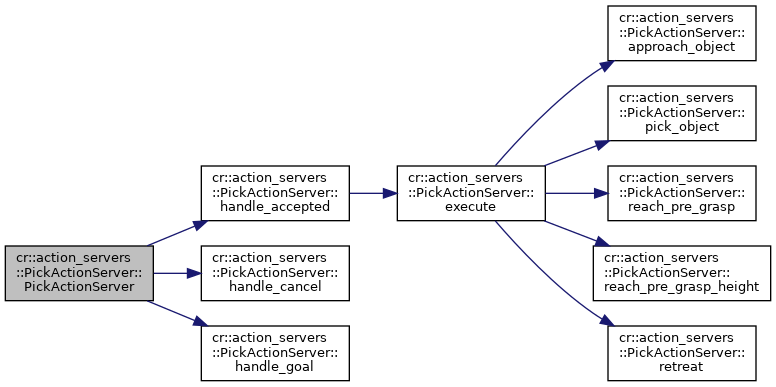 cr::action_servers
::PickActionServer::
PickActionServer
cr::action_servers
::PickActionServer::
handle_accepted
cr::action_servers
::PickActionServer::
handle_cancel
cr::action_servers
::PickActionServer::
handle_goal
cr::action_servers
::PickActionServer::
execute
cr::action_servers
::PickActionServer::
approach_object
cr::action_servers
::PickActionServer::
pick_object
cr::action_servers
::PickActionServer::
reach_pre_grasp
cr::action_servers
::PickActionServer::
reach_pre_grasp_height
cr::action_servers
::PickActionServer::
retreat